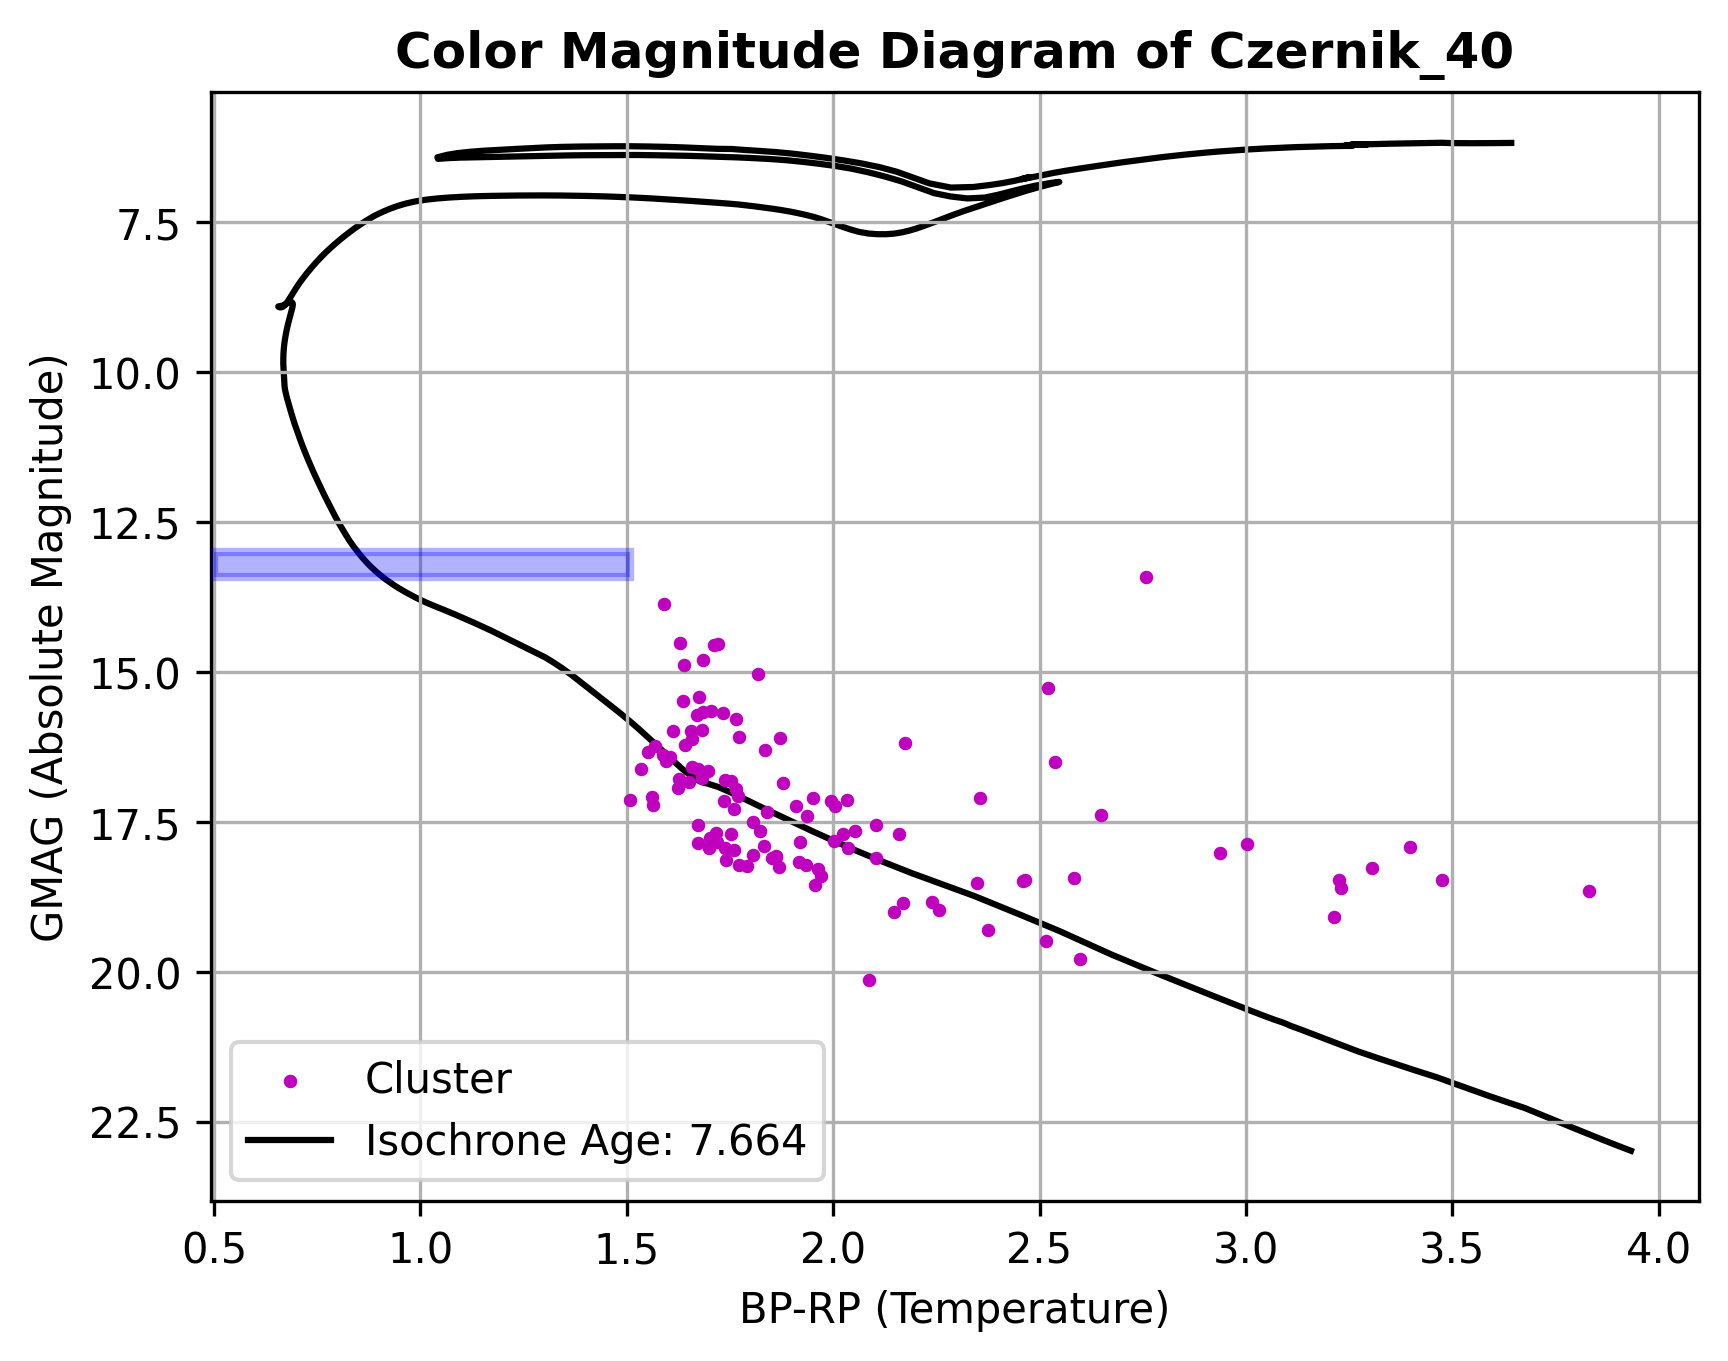 Color Magnitude Diagram of Czernik_40
GMAG (Absolute Magnitude)
7.5
10.0
12.5
15.0
17.5
20.0
22.5
Cluster
Isochrone Age: 7.664
0.5 1.0 1.5 2.0 2.5 3.0 3.5 4.0
BP-RP (Temperature)